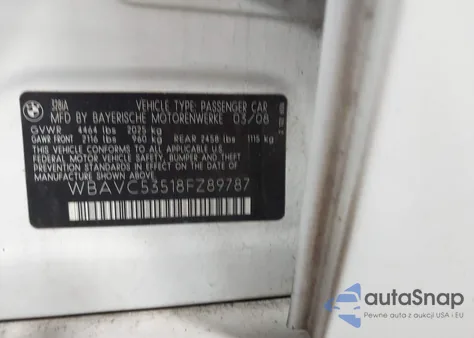 328iA
VEHICLE TYPE: PASSENGER CAR
MFD BY BAYERISCHE MOTORENWERKE 03/08
GVWR 4464 lbs 2025 kg
GAWR FRONT 2116 lbs 960 kg REAR 2458 lbs 1115 kg
THIS VEHICLE CONFORMS TO ALL APPLICABLE
FEDERAL MOTOR VEHICLE SAFETY, BUMPER,
AND THEFT PREVENTION STANDARDS IN EFFECT
ON THE DATE OF MANUFACTURE SHOWN ABOVE.
WBAVC53518FZ89787
autoSnap
Pewne auta z aukcji USA i EU